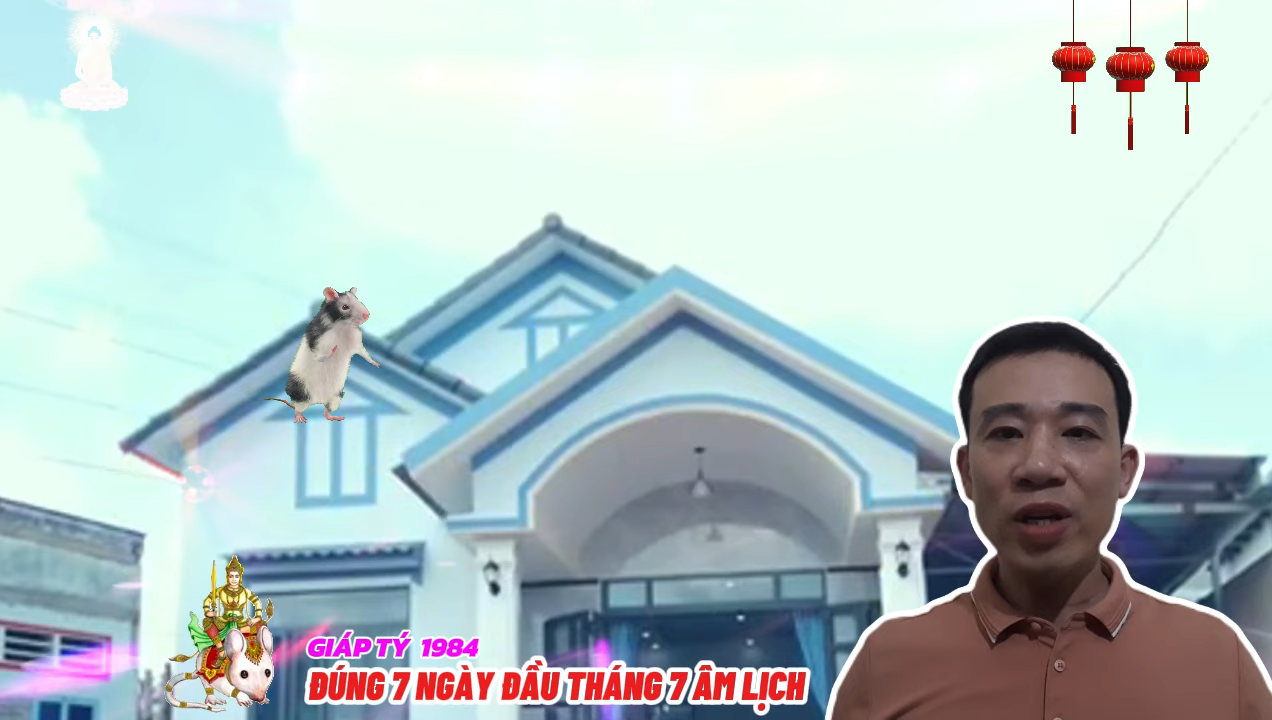 GIÁP TÝ 1984
ĐÚNG 7 NGÀY ĐẦU THÁNG 7 ÂM LỊCH